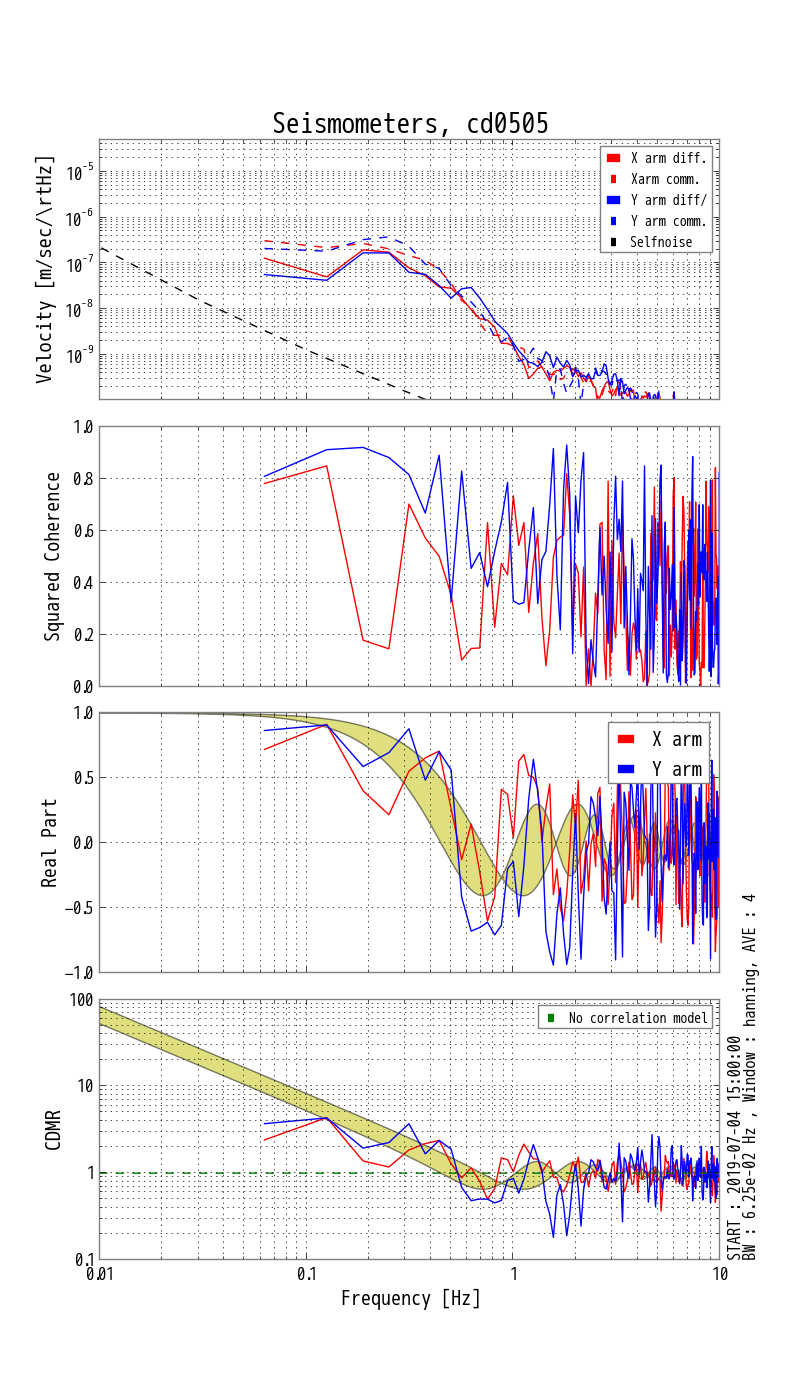 Seismometers, cd0505
Velocity [m/sec/\rtHz]
10^-5
10^-6
10^-7
10^-8
10^-9
X arm diff.
Xarm comm.
Y arm diff/
Y arm comm.
Selfnoise
Squared Coherence
1.0
0.8
0.6
0.4
0.2
0.0
Real Part
1.0
0.5
0.0
−0.5
−1.0
X arm
Y arm
CDMR
100
10
1
0.1
No correlation model
0.01
0.1
1
10
Frequency [Hz]
START : 2019-07-04 15:00:00
BW : 6.25e-02 Hz , Window : hanning, AVE : 4